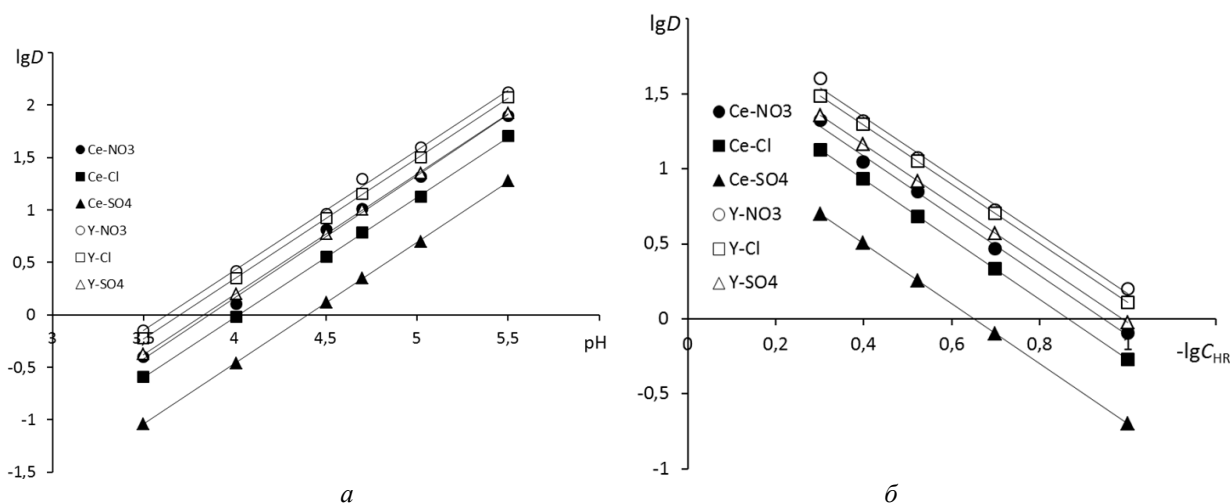 lgD
2
1,5
1
0,5
0
-0,5
-1
-1,5
3
3,5
4
4,5
5
5,5
pH
Ce-NO3
Ce-Cl
Ce-SO4
Y-NO3
Y-Cl
Y-SO4
а
lgD
1,5
1
0,5
0
-0,5
-1
0
0,2
0,4
0,6
0,8
-lgCHR
Ce-NO3
Ce-Cl
Ce-SO4
Y-NO3
Y-Cl
Y-SO4
б